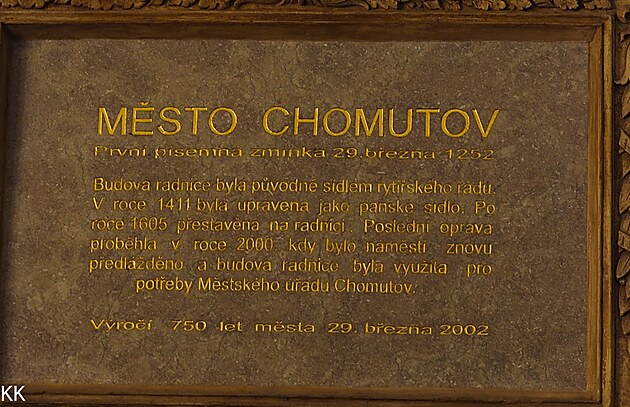 MĚSTO CHOMUTOV
První písemná zmínka 29.března 1252
Budova radnice byla původně sídlem rytířského řádu.
V roce 1411 byla upravena jako panské sídlo. Po
roce 1605 přestavěna na radnici. Poslední oprava
proběhla v roce 2000 kdy bylo náměstí znovu
předlážděno a budova radnice byla využita pro
potřeby Městského úřadu Chomutov.
Výročí 750 let města 29. března 2002
KK